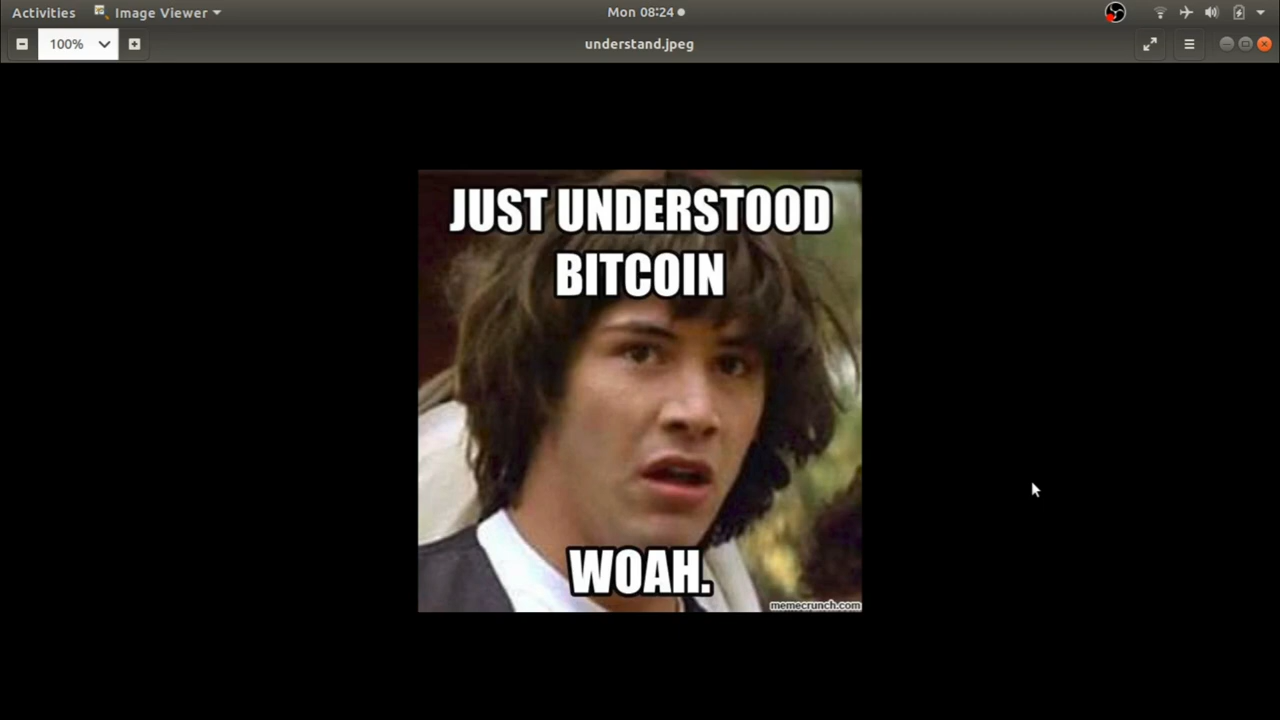 Activities Image Viewer Mon 08:24
100% understand.jpeg
JUST UNDERSTOOD
BITCOIN
WOAH.
memecrunch.com